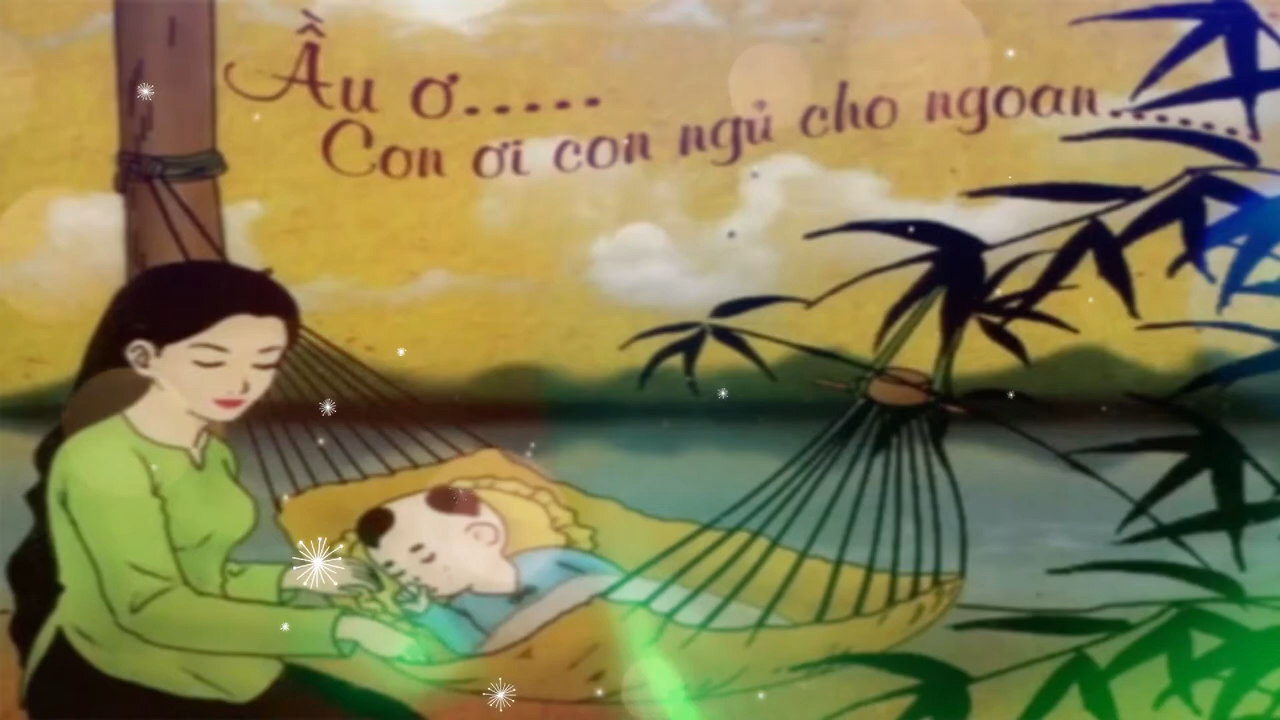 Ầu ơ.....
Con ơi con ngủ cho ngoan.......